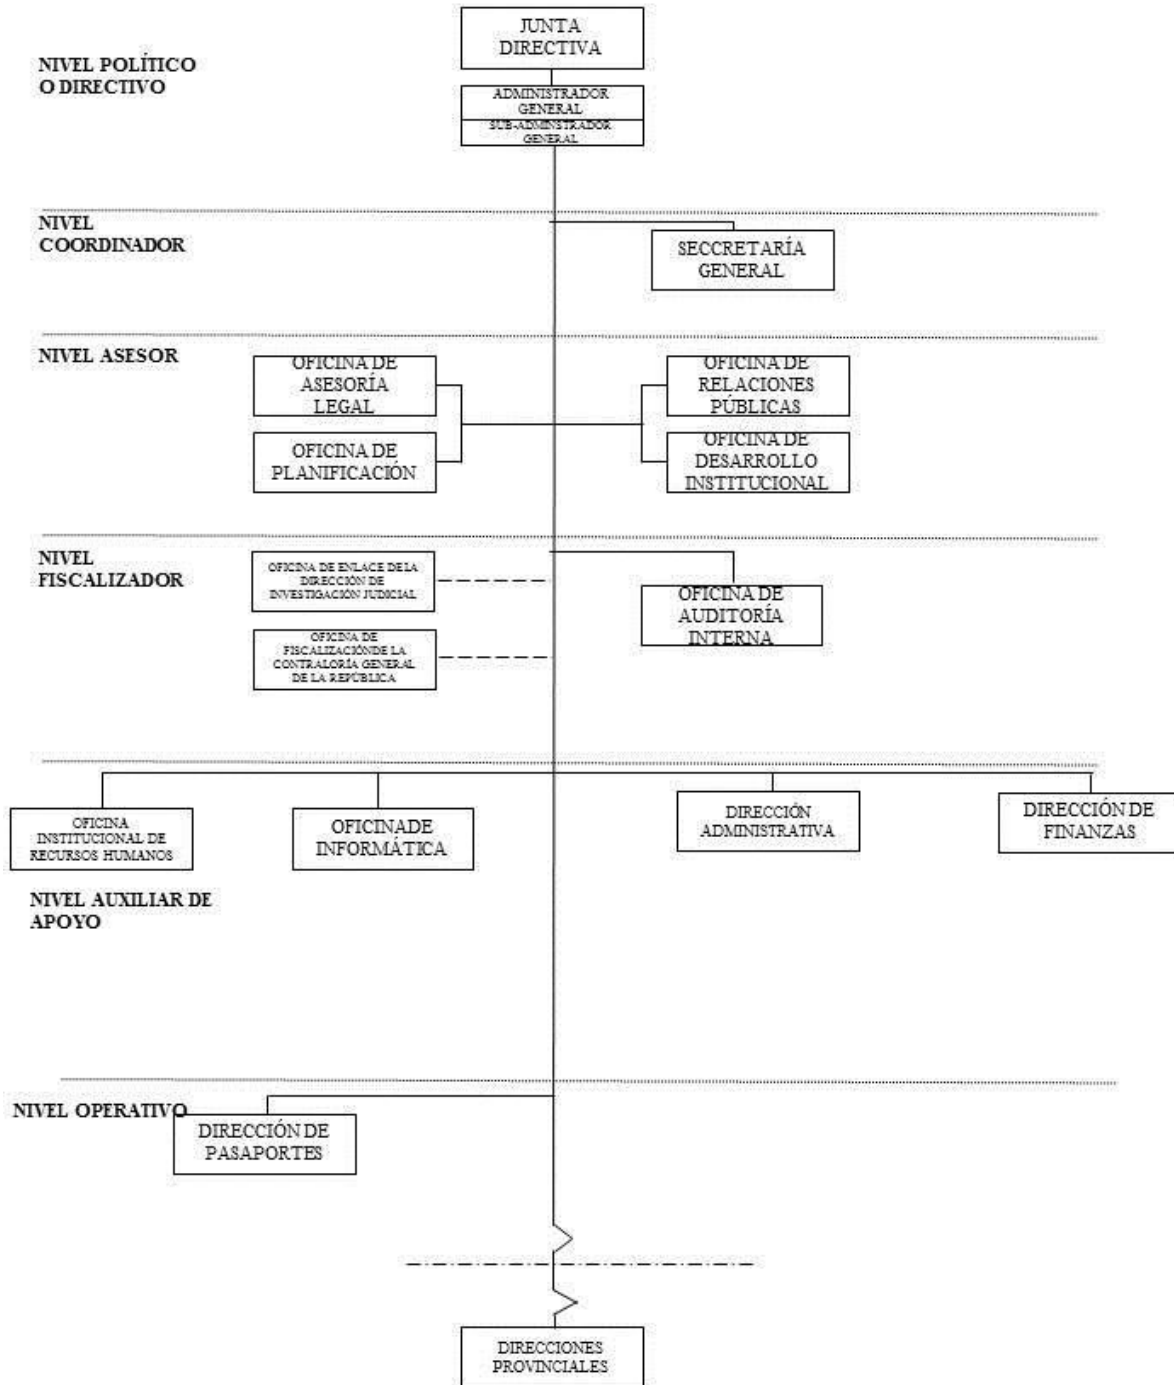 JUNTA
DIRECTIVA
NIVEL POLÍTICO
O DIRECTIVO
ADMINISTRADOR
GENERAL
SUB-ADMINSTRADOR
GENERAL
NIVEL
COORDINADOR
SECCRETARÍA
GENERAL
NIVEL ASESOR
OFICINA DE
ASESORÍA
LEGAL
OFICINA DE
RELACIONES
PÚBLICAS
OFICINA DE
PLANIFICACIÓN
OFICINA DE
DESARROLLO
INSTITUCIONAL
NIVEL
FISCALIZADOR
OFICINA DE ENLACE DE LA
DIRECCIÓN DE
INVESTIGACIÓN JUDICIAL
OFICINA DE
AUDITORÍA
INTERNA
OFICINA DE
FISCALIZACIÓNDE LA
CONTRALORÍA GENERAL
DE LA REPÚBLICA
OFICINA
INSTITUCIONAL DE
RECURSOS HUMANOS
OFICINADE
INFORMÁTICA
DIRECCIÓN
ADMINISTRATIVA
DIRECCIÓN DE
FINANZAS
NIVEL AUXILIAR DE
APOYO
NIVEL OPERATIVO
DIRECCIÓN DE
PASAPORTES
DIRECCIONES
PROVINCIALES